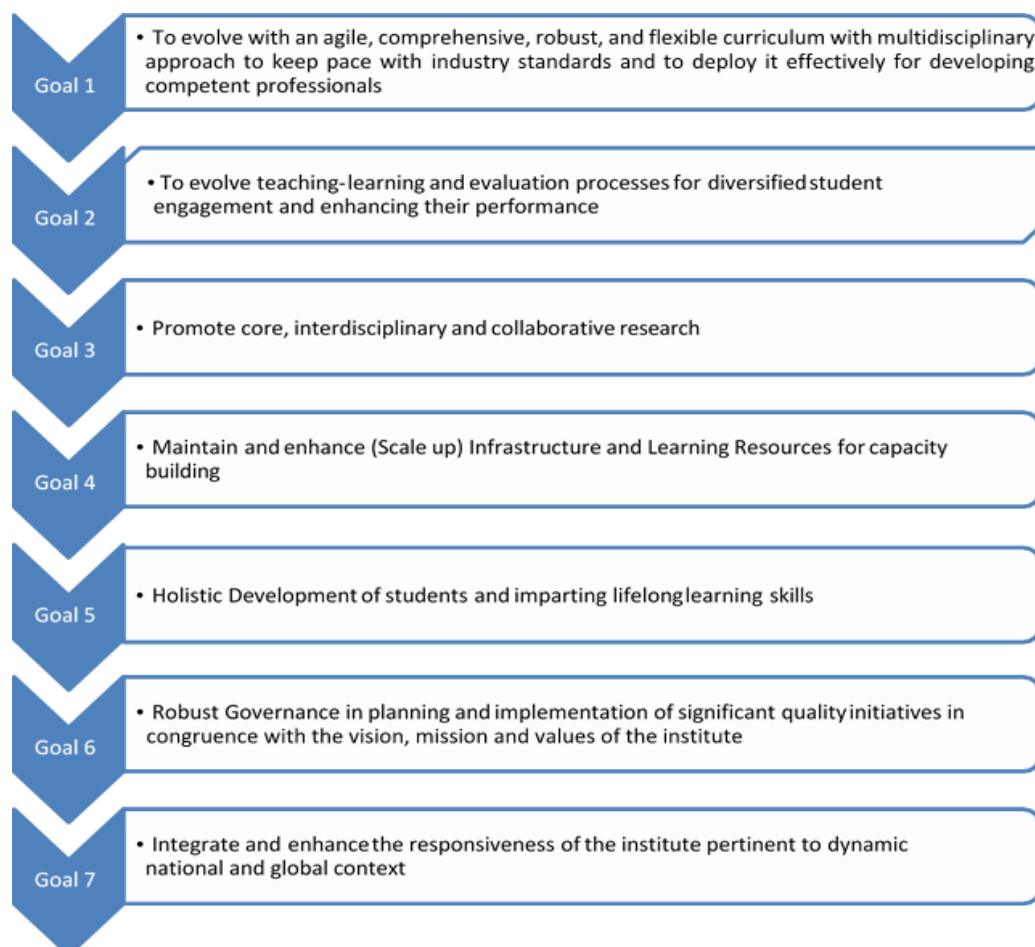 • To evolve with an agile, comprehensive, robust, and flexible curriculum with multidisciplinary
approach to keep pace with industry standards and to deploy it effectively for developing
Goal 1
competent professionals
• To evolve teaching-learning and evaluation processes for diversified student
engagement and enhancing their performance
Goal 2
• Promote core, interdisciplinary and collaborative research
Goal 3
• Maintain and enhance (Scale up) Infrastructure and Learning Resources for capacity
building
Goal 4
• Holistic Development of students and imparting lifelong learning skills
Goal 5
• Robust Governance in planning and implementation of significant quality initiatives in
congruence with the vision, mission and values of the institute
Goal 6
• Integrate and enhance the responsiveness of the institute pertinent to dynamic
national and global context
Goal 7